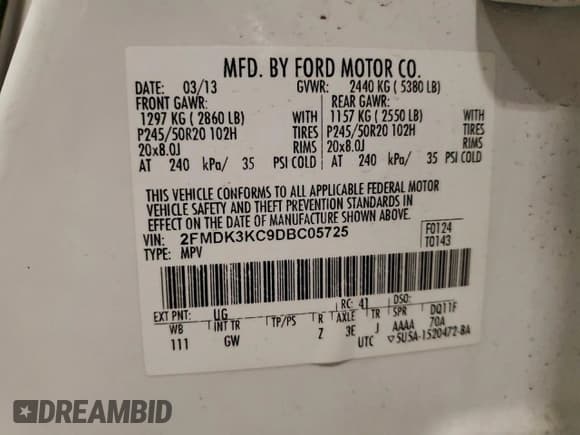 MFD. BY FORD MOTOR CO.
DATE: 03/13 GVWR: 2440 KG ( 5380 LB)
FRONT GAWR: REAR GAWR:
1297 KG ( 2860 LB) WITH 1157 KG ( 2550 LB) WITH
P245/50R20 102H TIRES P245/50R20 102H TIRES
20x8.0J RIMS 20x8.0J RIMS
AT 240 kPa/ 35 PSI COLD AT 240 kPa/ 35 PSI COLD
THIS VEHICLE CONFORMS TO ALL APPLICABLE FEDERAL MOTOR
VEHICLE SAFETY AND THEFT PREVENTION STANDARDS IN
EFFECT ON THE DATE OF MANUFACTURE SHOWN ABOVE.
VIN: 2FMDK3KC9DBC05725 F0124
TYPE: MPV T0143
EXT PNT: UG RC: 41 DSO:
WB INT TR TP/PS R AXLE TR SPR DQ11F
111 GW Z 3E J AAAA 70A
UTC ▽5USA-1520472-BA
DREAMBID